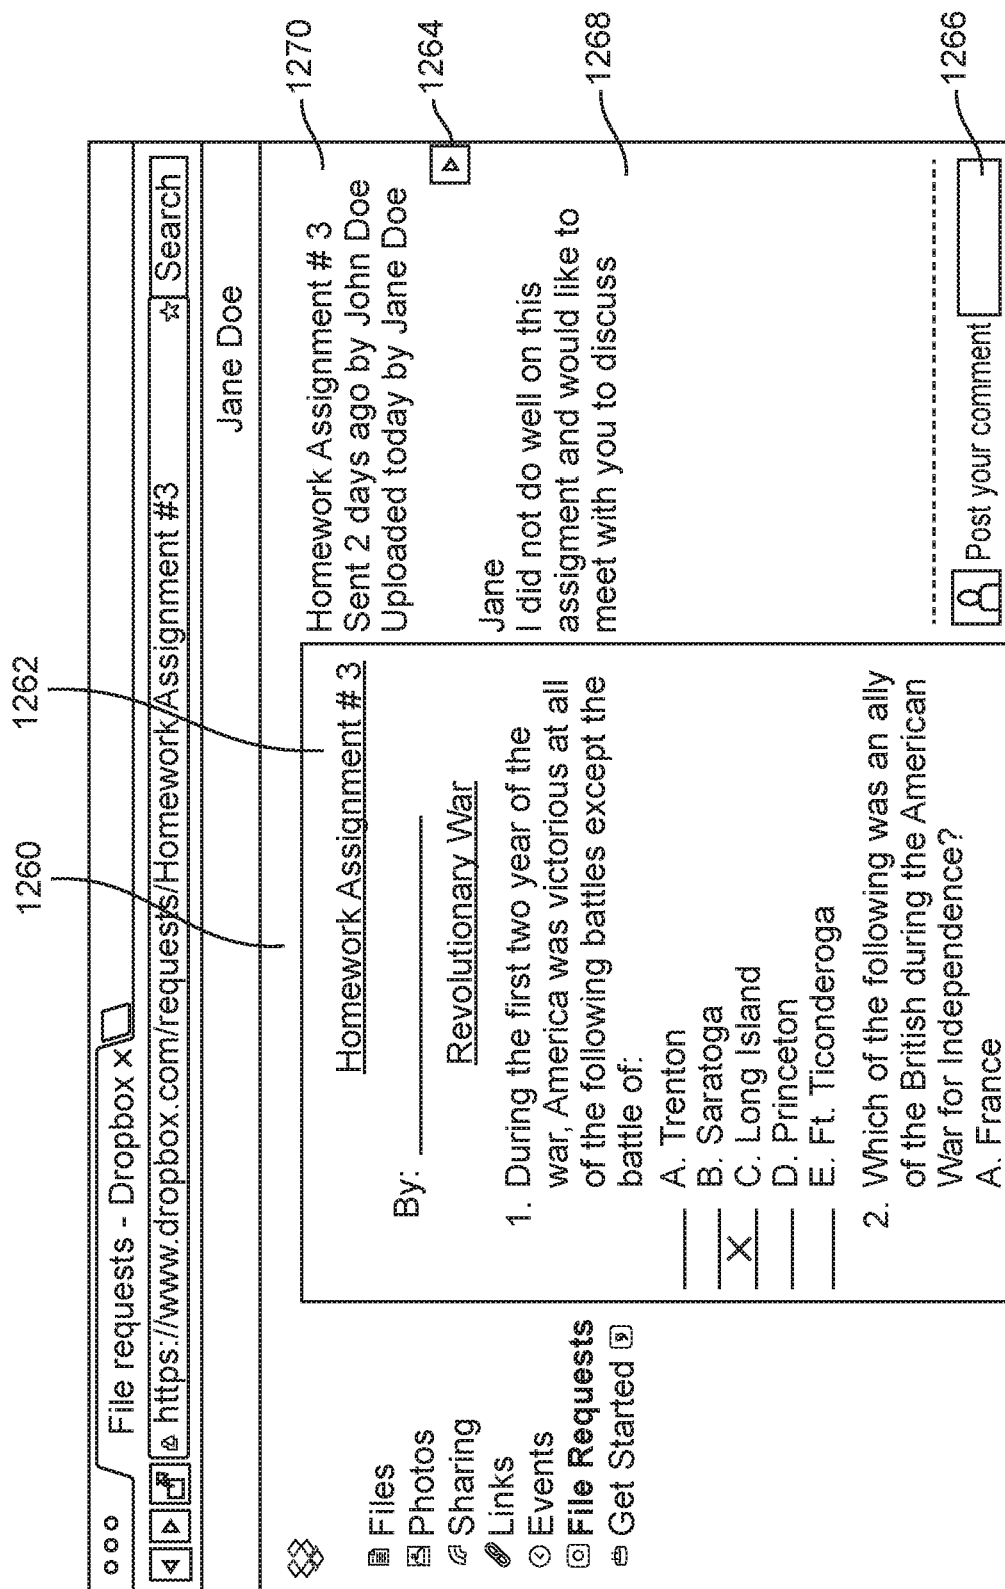 1260
1262
File requests - Dropbox x
https://www.dropbox.com/requests/Homework Assignment #3
Search
Jane Doe
Files
Photos
Sharing
Links
Events
File Requests
Get Started
Homework Assignment # 3
By:
Revolutionary War
1. During the first two year of the
war, America was victorious at all
of the following battles except the
battle of:
A. Trenton
B. Saratoga
X C. Long Island
D. Princeton
E. Ft. Ticonderoga
2. Which of the following was an ally
of the British during the American
War for Independence?
A. France
Homework Assignment # 3
Sent 2 days ago by John Doe
Uploaded today by Jane Doe
Jane
I did not do well on this
assigment and would like to
meet with you to discuss
Post your comment
1270
1264
1268
1266